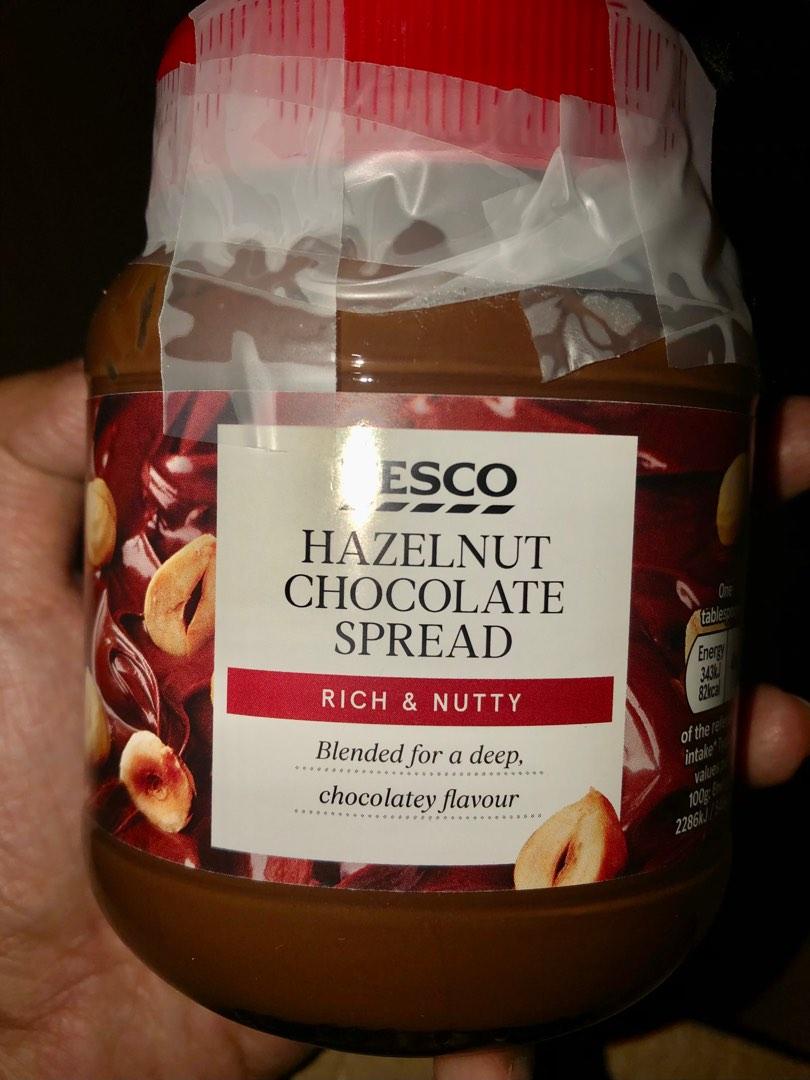 ESCO
HAZELNUT
CHOCOLATE
SPREAD
RICH & NUTTY
Blended for a deep,
chocolatey flavour
One
Energy
343kJ
82kcal
of the
intake*
100g:
2286kJ /